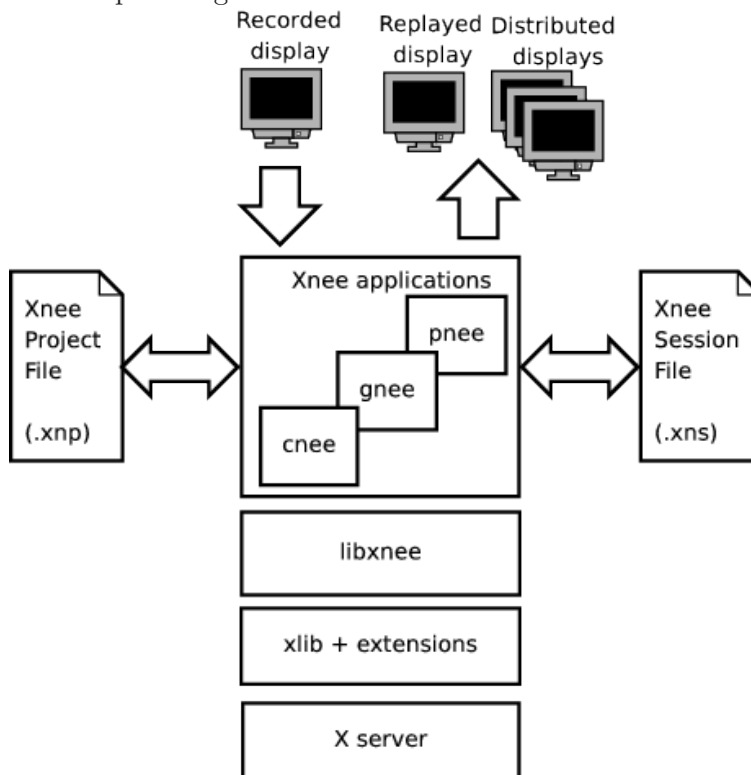 Recorded
display
Replayed
display
Distributed
displays
Xnee applications
Xnee
Project
File
(.xnp)
pnee
gnee
cnee
Xnee
Session
File
(.xns)
libxnee
xlib + extensions
X server